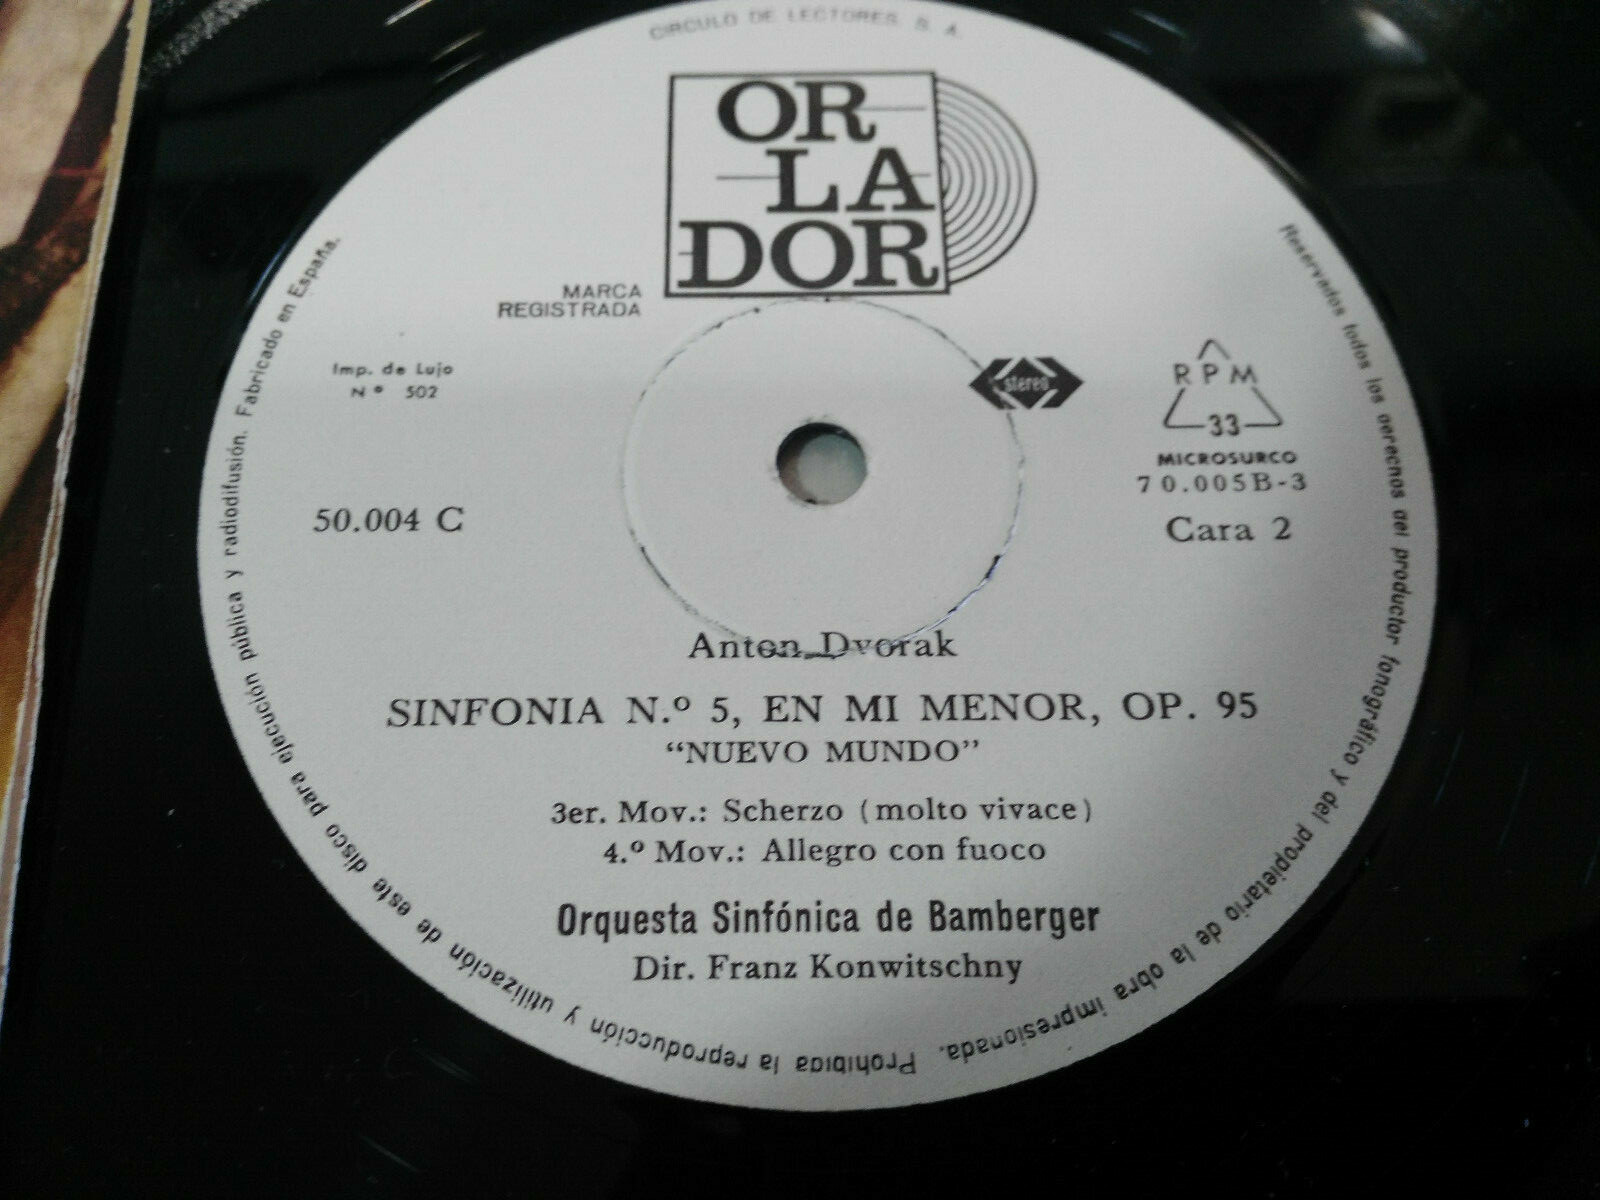 CIRCULO DE LECTORES S. A.
OR
LA
DOR
MARCA
REGISTRADA
Imp. de Lujo
N.º 502
stereo
RPM
33
MICROSURCO
70.005B-3
50.004 C
Cara 2
Anton Dvorak
SINFONIA N.º 5, EN MI MENOR, OP. 95
“NUEVO MUNDO”
3er. Mov.: Scherzo (molto vivace)
4.º Mov.: Allegro con fuoco
Orquesta Sinfónica de Bamberger
Dir. Franz Konwitschny
Reservados todos los derechos del productor fonográfico y del propietario de la obra impresionada. Prohibida la reproducción y utilización de este disco para ejecución pública y radiodifusión. Fabricado en España.